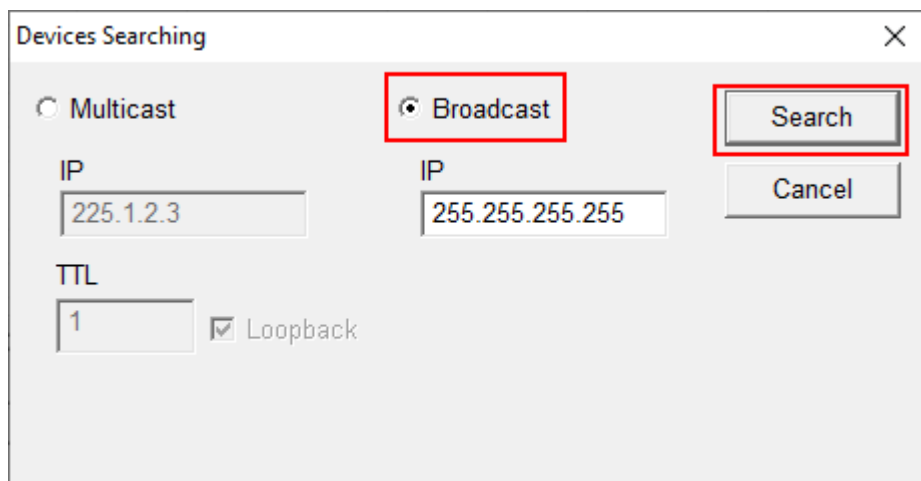 Devices Searching
Multicast
Broadcast
Search
IP
IP
Cancel
225.1.2.3
255.255.255.255
TTL
1
Loopback